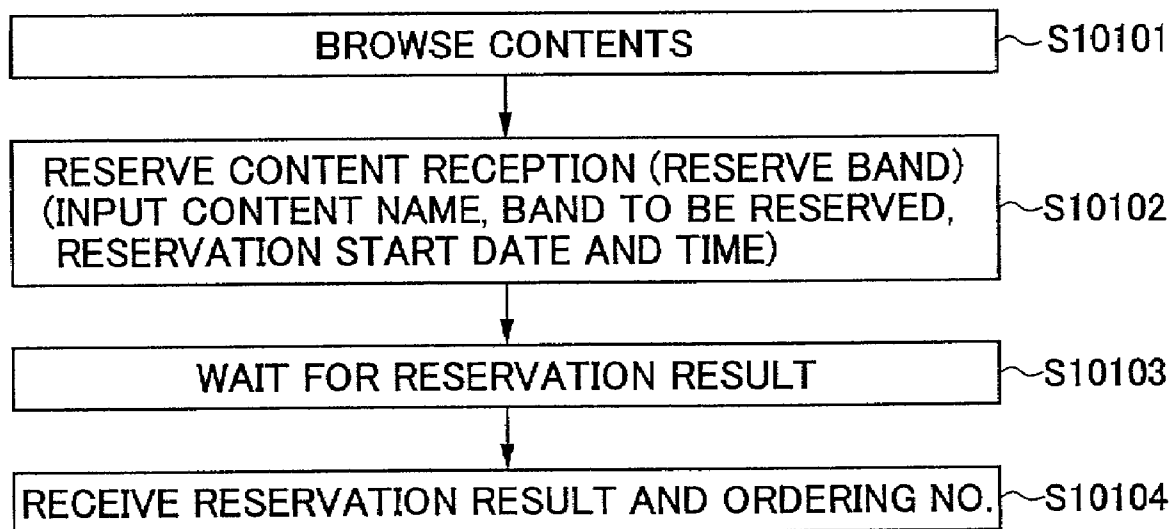 BROWSE CONTENTS
S10101
RESERVE CONTENT RECEPTION (RESERVE BAND)
(INPUT CONTENT NAME, BAND TO BE RESERVED,
RESERVATION START DATE AND TIME)
S10102
WAIT FOR RESERVATION RESULT
S10103
RECEIVE RESERVATION RESULT AND ORDERING NO.
S10104